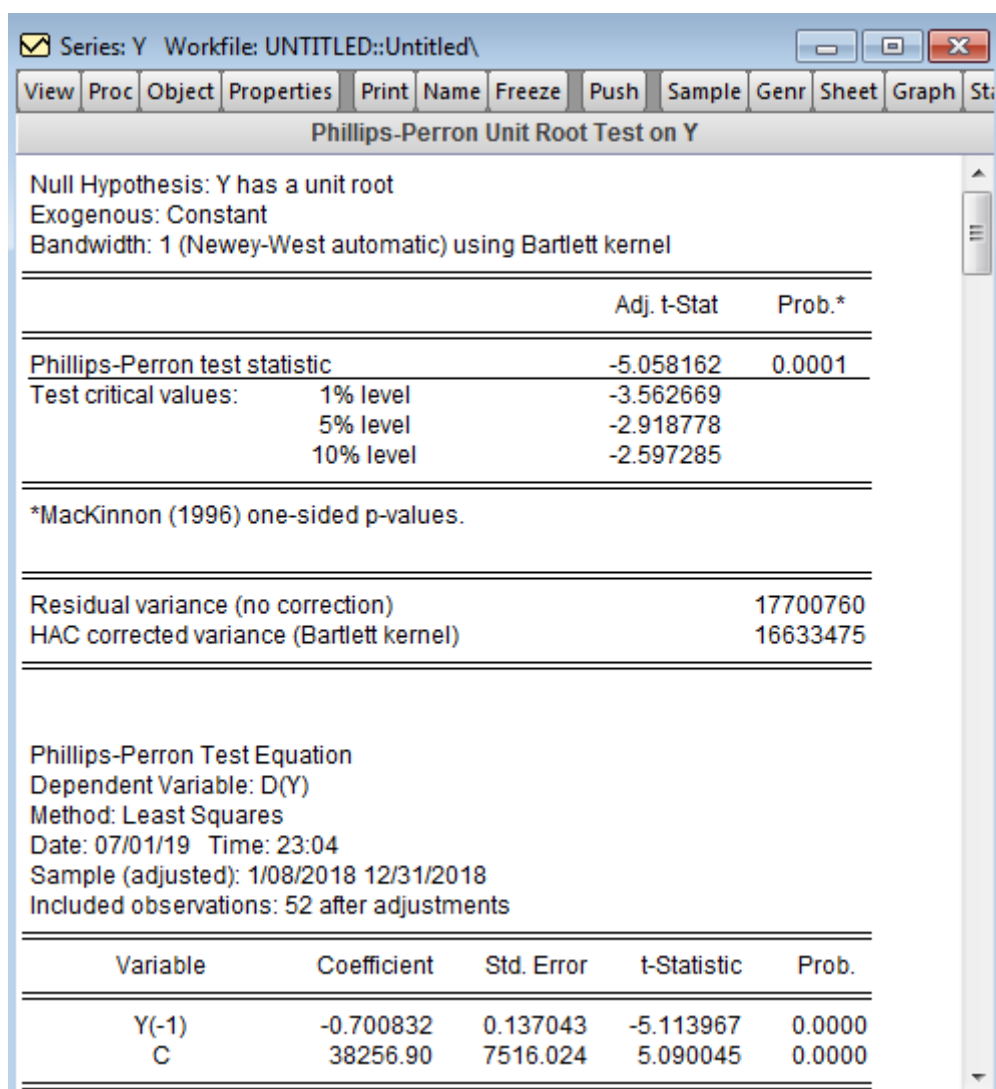 Series: Y Workfile: UNTITLED::Untitled\
View Proc Object Properties Print Name Freeze Push Sample Genr Sheet Graph Sta
Phillips-Perron Unit Root Test on Y
Null Hypothesis: Y has a unit root
Exogenous: Constant
Bandwidth: 1 (Newey-West automatic) using Bartlett kernel
Adj. t-Stat Prob.*
Phillips-Perron test statistic -5.058162 0.0001
Test critical values: 1% level -3.562669
5% level -2.918778
10% level -2.597285
*MacKinnon (1996) one-sided p-values.
Residual variance (no correction) 17700760
HAC corrected variance (Bartlett kernel) 16633475
Phillips-Perron Test Equation
Dependent Variable: D(Y)
Method: Least Squares
Date: 07/01/19 Time: 23:04
Sample (adjusted): 1/08/2018 12/31/2018
Included observations: 52 after adjustments
Variable Coefficient Std. Error t-Statistic Prob.
Y(-1) -0.700832 0.137043 -5.113967 0.0000
C 38256.90 7516.024 5.090045 0.0000